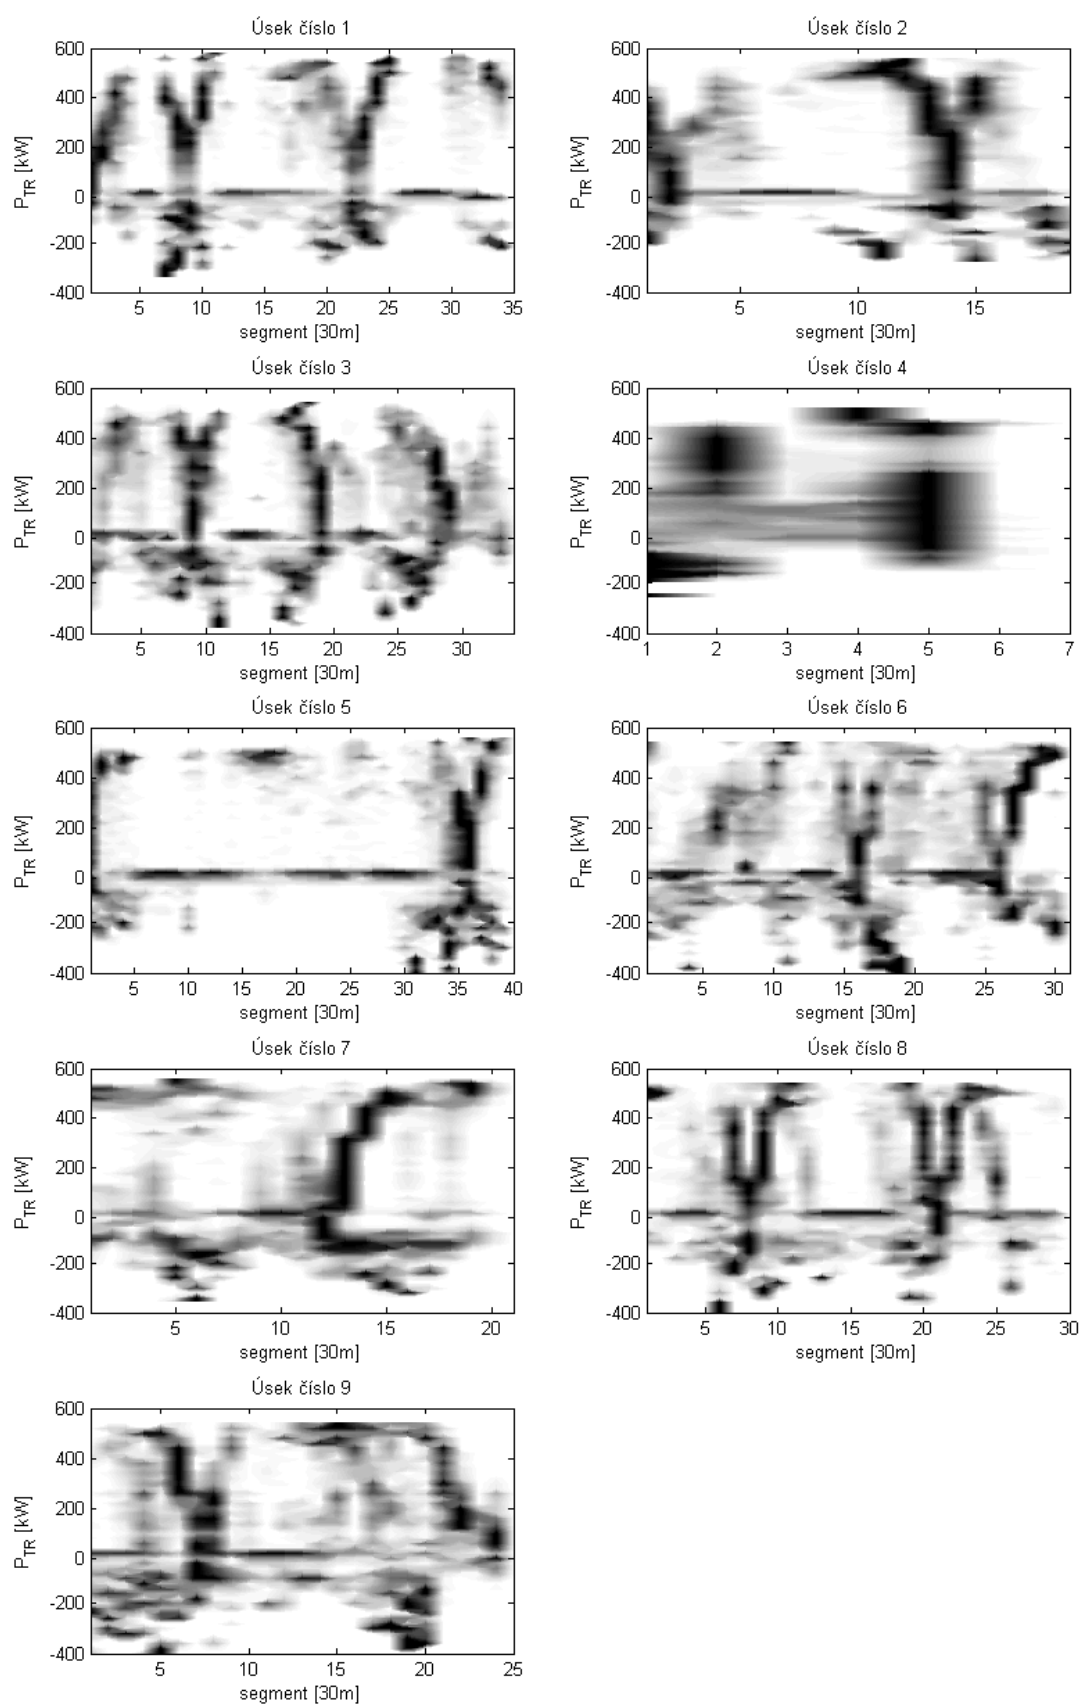 Úsek číslo 1
600
400
200
0
-200
-400
P_TR [kW]
5 10 15 20 25 30 35
segment [30m]
Úsek číslo 2
600
400
200
0
-200
-400
P_TR [kW]
5 10 15
segment [30m]
Úsek číslo 3
600
400
200
0
-200
-400
P_TR [kW]
5 10 15 20 25 30
segment [30m]
Úsek číslo 4
600
400
200
0
-200
-400
P_TR [kW]
1 2 3 4 5 6 7
segment [30m]
Úsek číslo 5
600
400
200
0
-200
-400
P_TR [kW]
5 10 15 20 25 30 35 40
segment [30m]
Úsek číslo 6
600
400
200
0
-200
-400
P_TR [kW]
5 10 15 20 25 30
segment [30m]
Úsek číslo 7
600
400
200
0
-200
-400
P_TR [kW]
5 10 15 20
segment [30m]
Úsek číslo 8
600
400
200
0
-200
-400
P_TR [kW]
5 10 15 20 25 30
segment [30m]
Úsek číslo 9
600
400
200
0
-200
-400
P_TR [kW]
5 10 15 20 25
segment [30m]